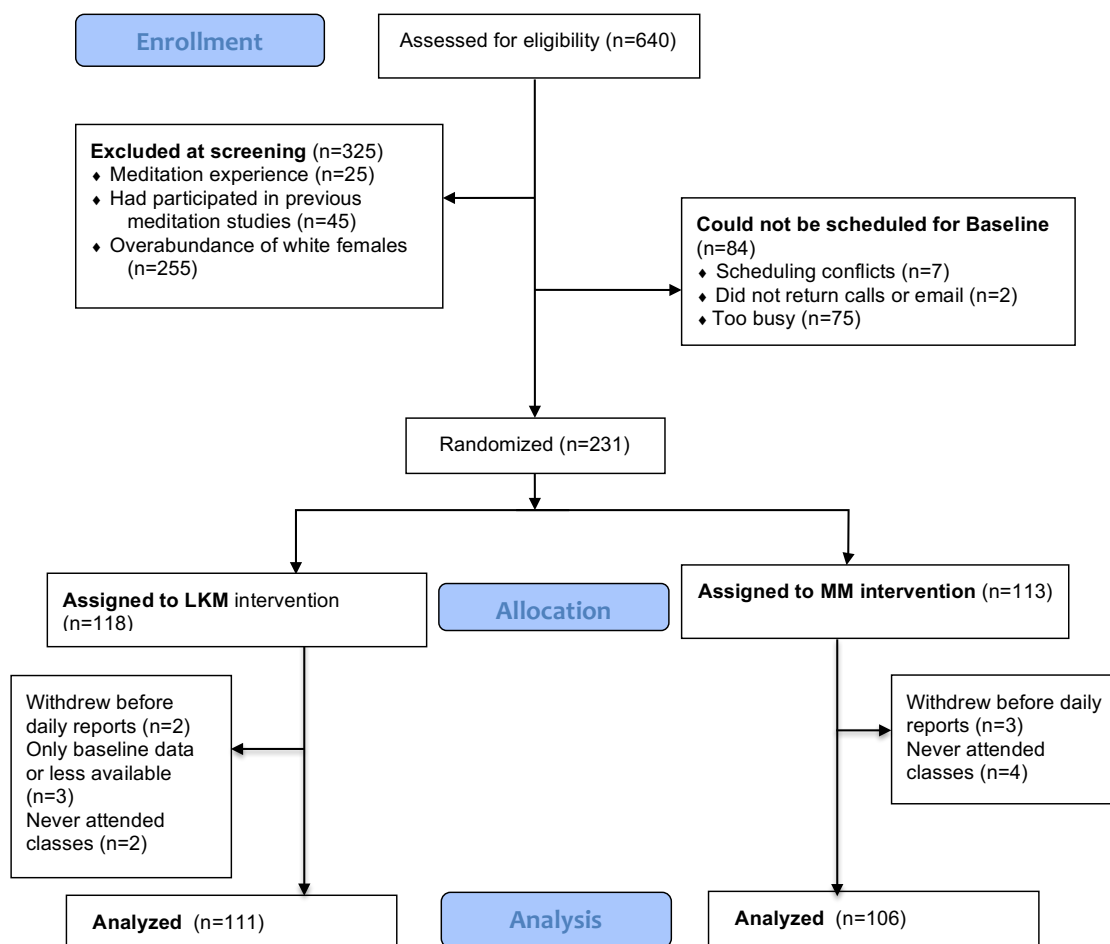 Enrollment
Assessed for eligibility (n=640)
Excluded at screening (n=325)
♦ Meditation experience (n=25)
♦ Had participated in previous
meditation studies (n=45)
♦ Overabundance of white females
(n=255)
Could not be scheduled for Baseline
(n=84)
♦ Scheduling conflicts (n=7)
♦ Did not return calls or email (n=2)
♦ Too busy (n=75)
Randomized (n=231)
Assigned to LKM intervention
(n=118)
Allocation
Assigned to MM intervention (n=113)
Withdrew before
daily reports (n=2)
Only baseline data
or less available
(n=3)
Never attended
classes (n=2)
Withdrew before daily
reports (n=3)
Never attended
classes (n=4)
Analyzed (n=111)
Analysis
Analyzed (n=106)